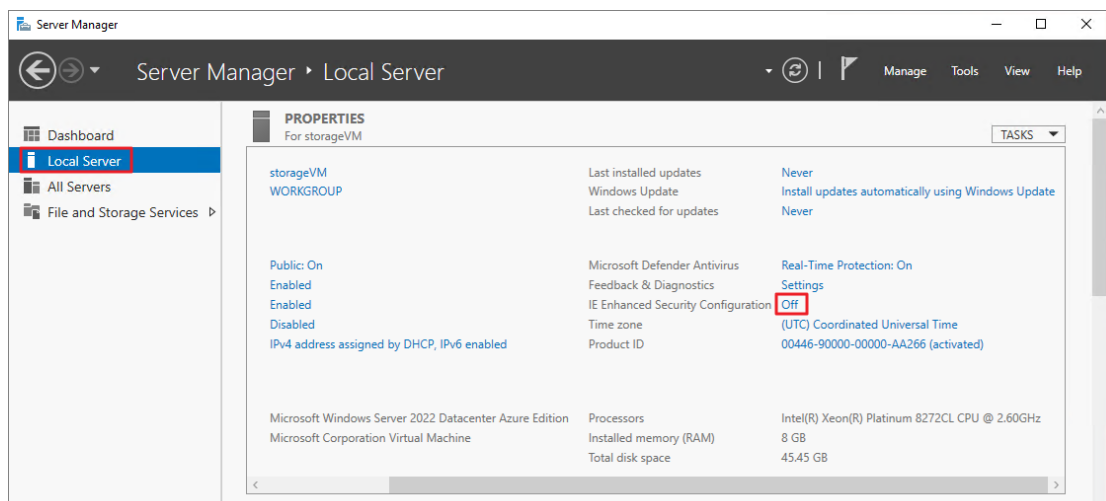 Server Manager
Server Manager ‣ Local Server
Manage Tools View Help
Dashboard
Local Server
All Servers
File and Storage Services
PROPERTIES
For storageVM
TASKS
storageVM Last installed updates Never
WORKGROUP Windows Update Install updates automatically using Windows Update
Last checked for updates Never
Public: On Microsoft Defender Antivirus Real-Time Protection: On
Enabled Feedback & Diagnostics Settings
Enabled IE Enhanced Security Configuration Off
Disabled Time zone (UTC) Coordinated Universal Time
IPv4 address assigned by DHCP, IPv6 enabled Product ID 00446-90000-00000-AA266 (activated)
Microsoft Windows Server 2022 Datacenter Azure Edition Processors Intel(R) Xeon(R) Platinum 8272CL CPU @ 2.60GHz
Microsoft Corporation Virtual Machine Installed memory (RAM) 8 GB
Total disk space 45.45 GB